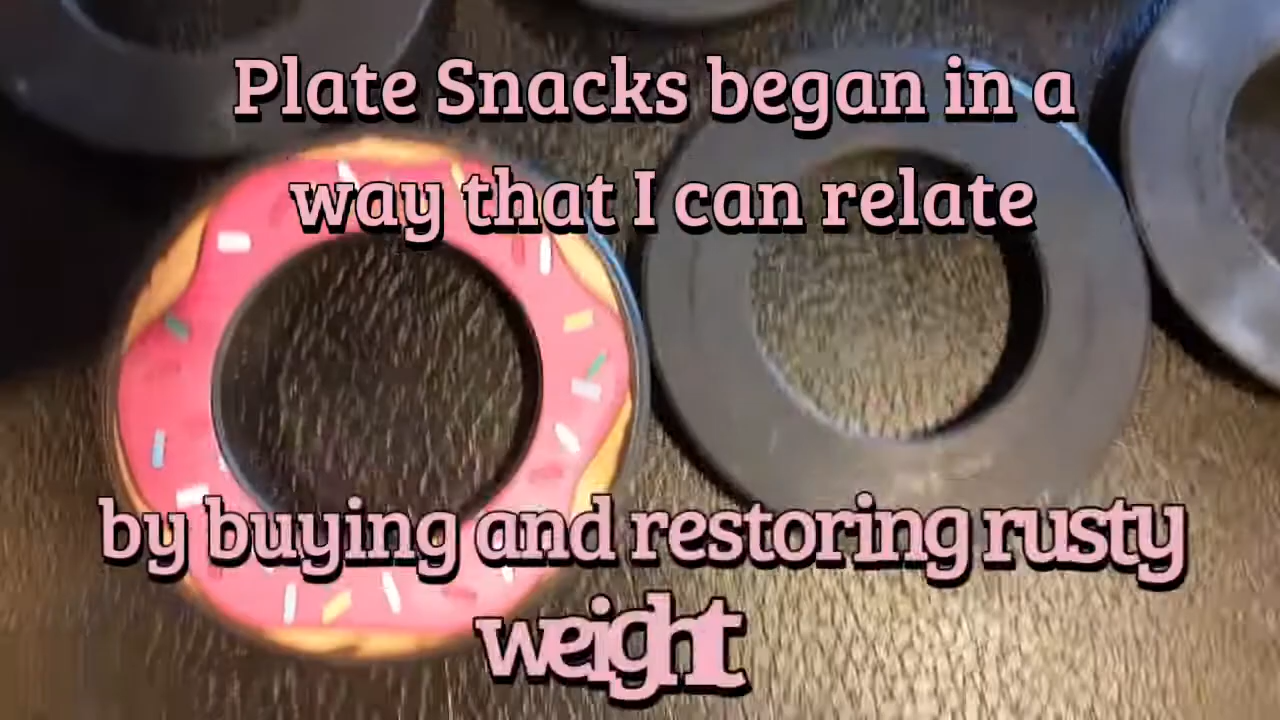 Plate Snacks began in a
way that I can relate
by buying and restoring rusty
weight